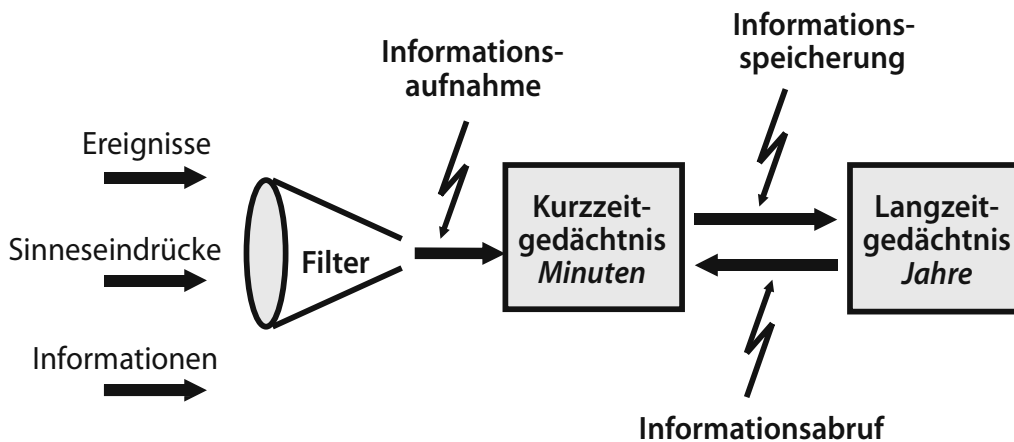 Informations-
aufnahme
Informations-
speicherung
Ereignisse
Sinneseindrücke
Informationen
Filter
Kurzzeit-
gedächtnis
Minuten
Langzeit-
gedächtnis
Jahre
Informationsabruf